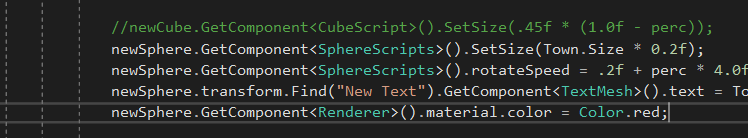 //newCube.GetComponent<CubeScript>().SetSize(.45f * (1.0f - perc));
newSphere.GetComponent<SphereScripts>().SetSize(Town.Size * 0.2f);
newSphere.GetComponent<SphereScripts>().rotateSpeed = .2f + perc * 4.0f
newSphere.transform.Find("New Text").GetComponent<TextMesh>().text = To
newSphere.GetComponent<Renderer>().material.color = Color.red;